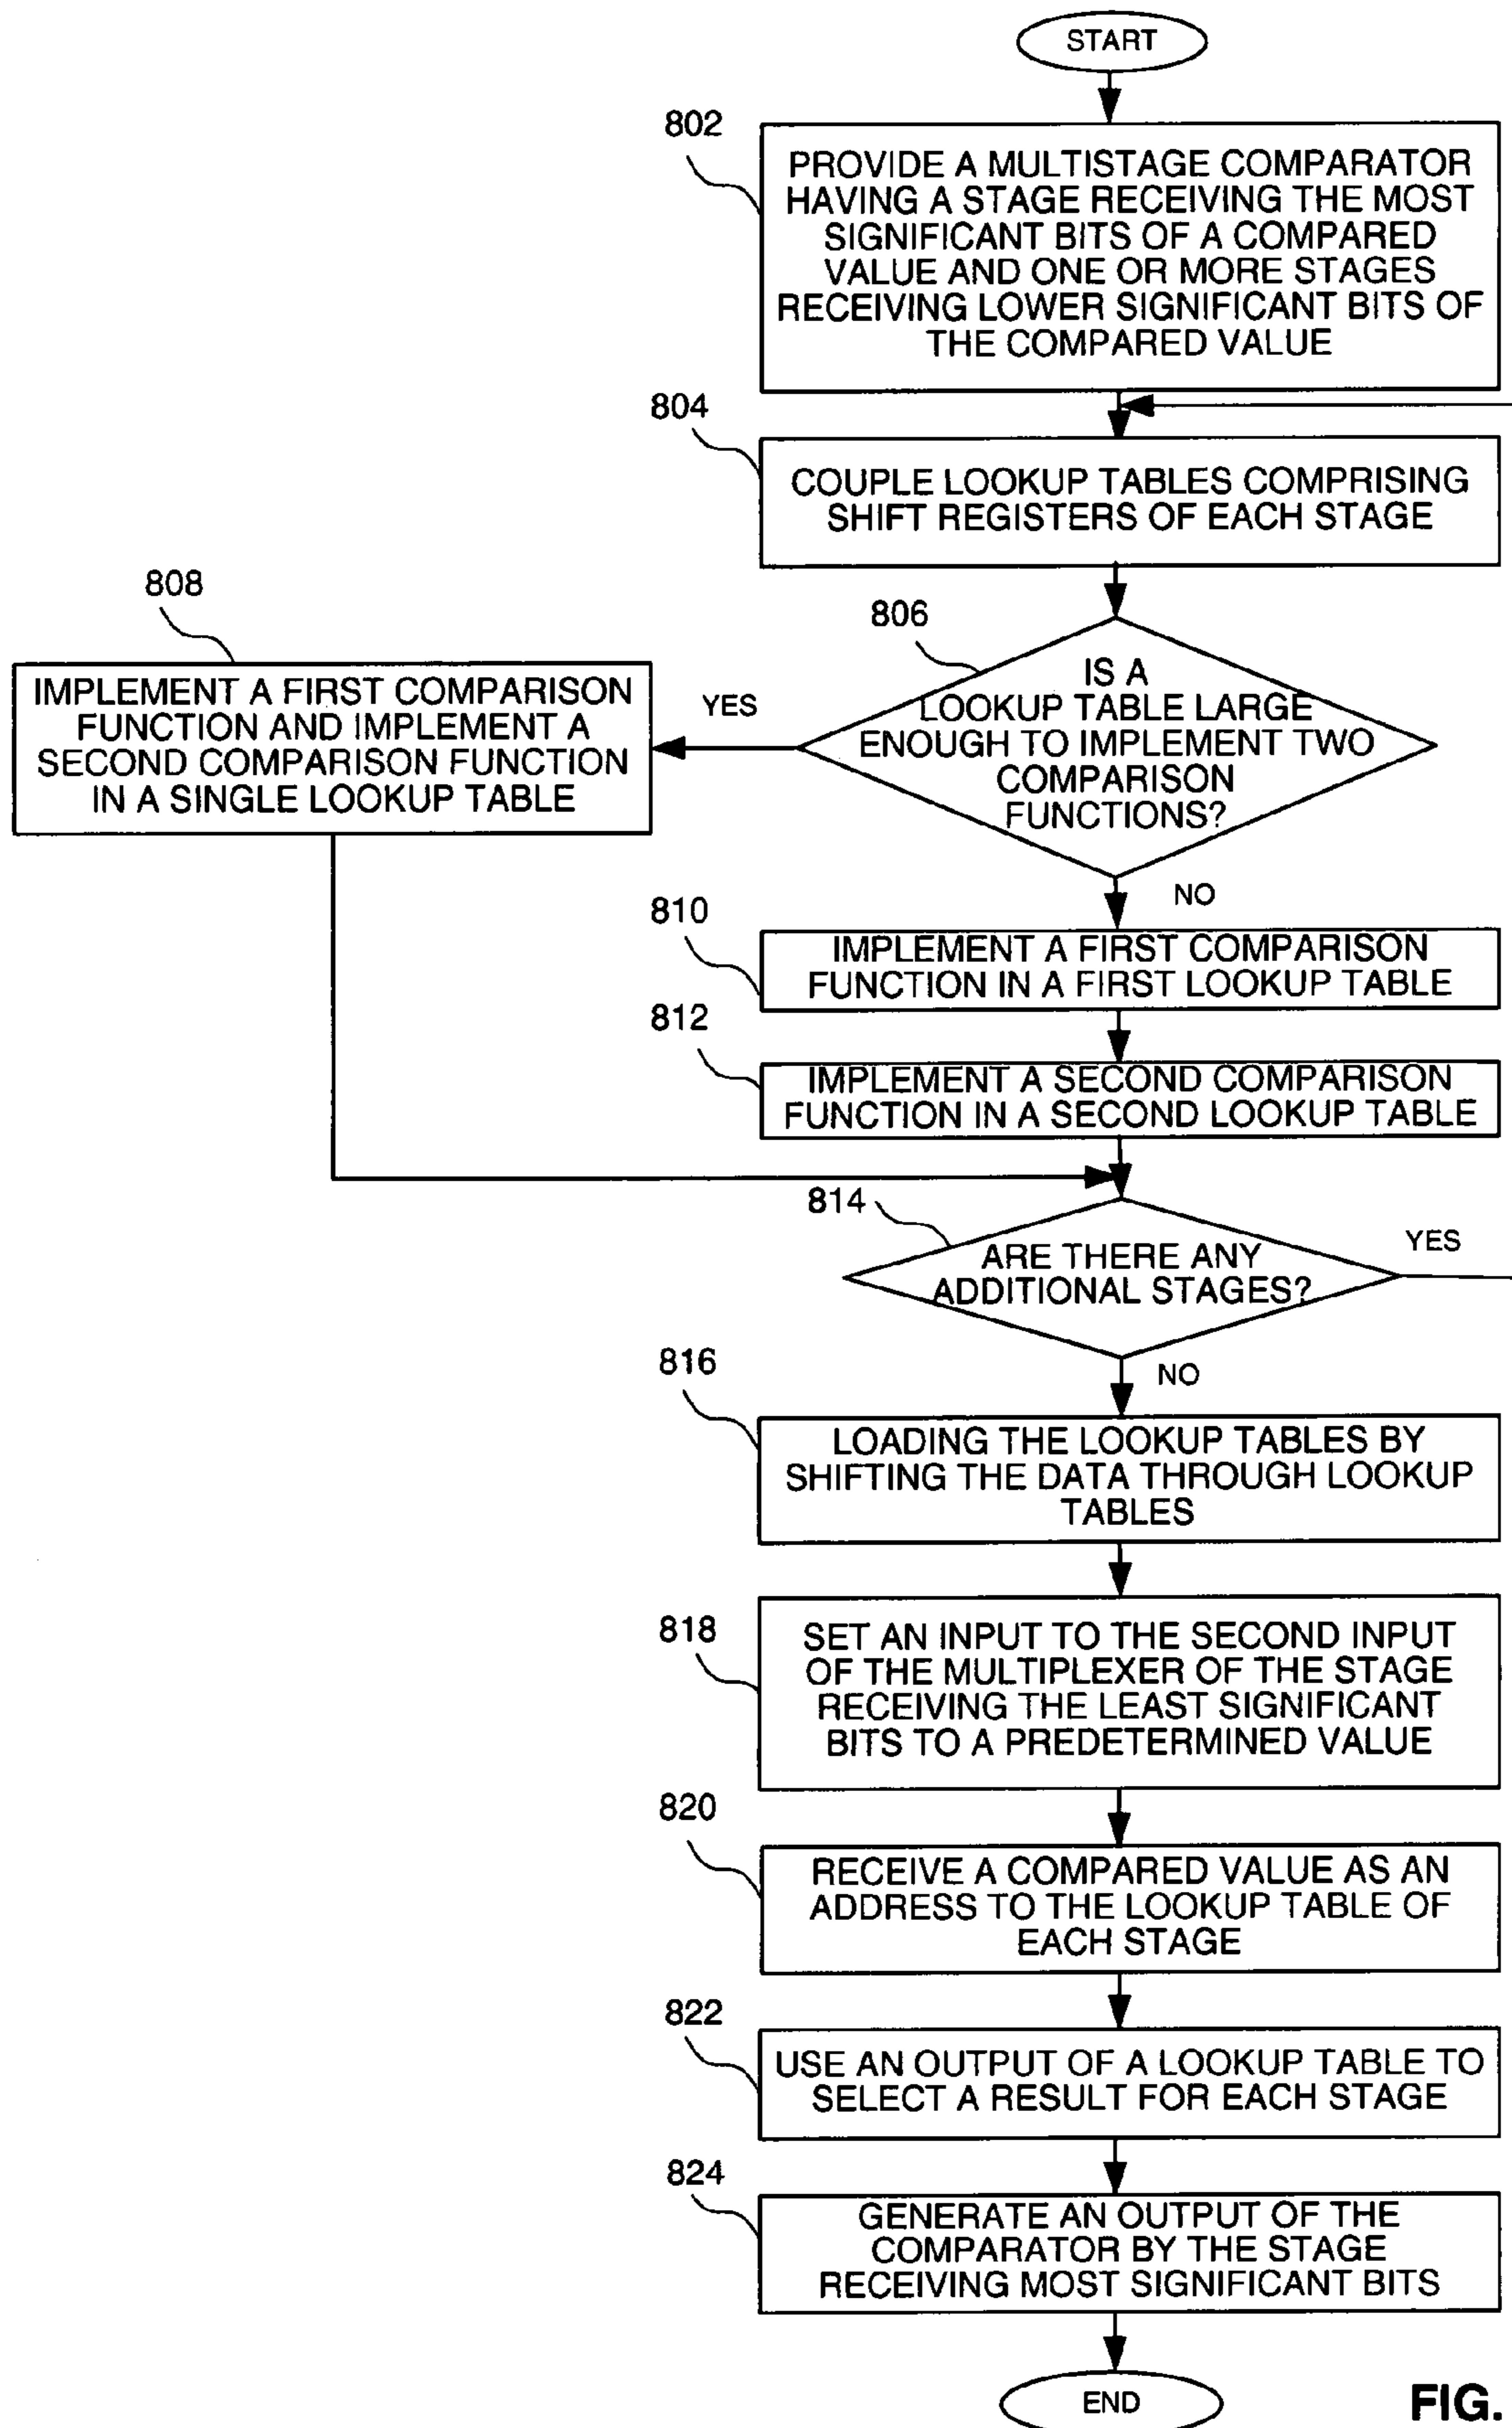 START
802
PROVIDE A MULTISTAGE COMPARATOR
HAVING A STAGE RECEIVING THE MOST
SIGNIFICANT BITS OF A COMPARED
VALUE AND ONE OR MORE STAGES
RECEIVING LOWER SIGNIFICANT BITS OF
THE COMPARED VALUE
804
COUPLE LOOKUP TABLES COMPRISING
SHIFT REGISTERS OF EACH STAGE
806
IS A
LOOKUP TABLE LARGE
ENOUGH TO IMPLEMENT TWO
COMPARISON
FUNCTIONS?
YES
808
IMPLEMENT A FIRST COMPARISON
FUNCTION AND IMPLEMENT A
SECOND COMPARISON FUNCTION
IN A SINGLE LOOKUP TABLE
NO
810
IMPLEMENT A FIRST COMPARISON
FUNCTION IN A FIRST LOOKUP TABLE
812
IMPLEMENT A SECOND COMPARISON
FUNCTION IN A SECOND LOOKUP TABLE
814
ARE THERE ANY
ADDITIONAL STAGES?
YES
NO
816
LOADING THE LOOKUP TABLES BY
SHIFTING THE DATA THROUGH LOOKUP
TABLES
818
SET AN INPUT TO THE SECOND INPUT
OF THE MULTIPLEXER OF THE STAGE
RECEIVING THE LEAST SIGNIFICANT
BITS TO A PREDETERMINED VALUE
820
RECEIVE A COMPARED VALUE AS AN
ADDRESS TO THE LOOKUP TABLE OF
EACH STAGE
822
USE AN OUTPUT OF A LOOKUP TABLE TO
SELECT A RESULT FOR EACH STAGE
824
GENERATE AN OUTPUT OF THE
COMPARATOR BY THE STAGE
RECEIVING MOST SIGNIFICANT BITS
END
FIG.